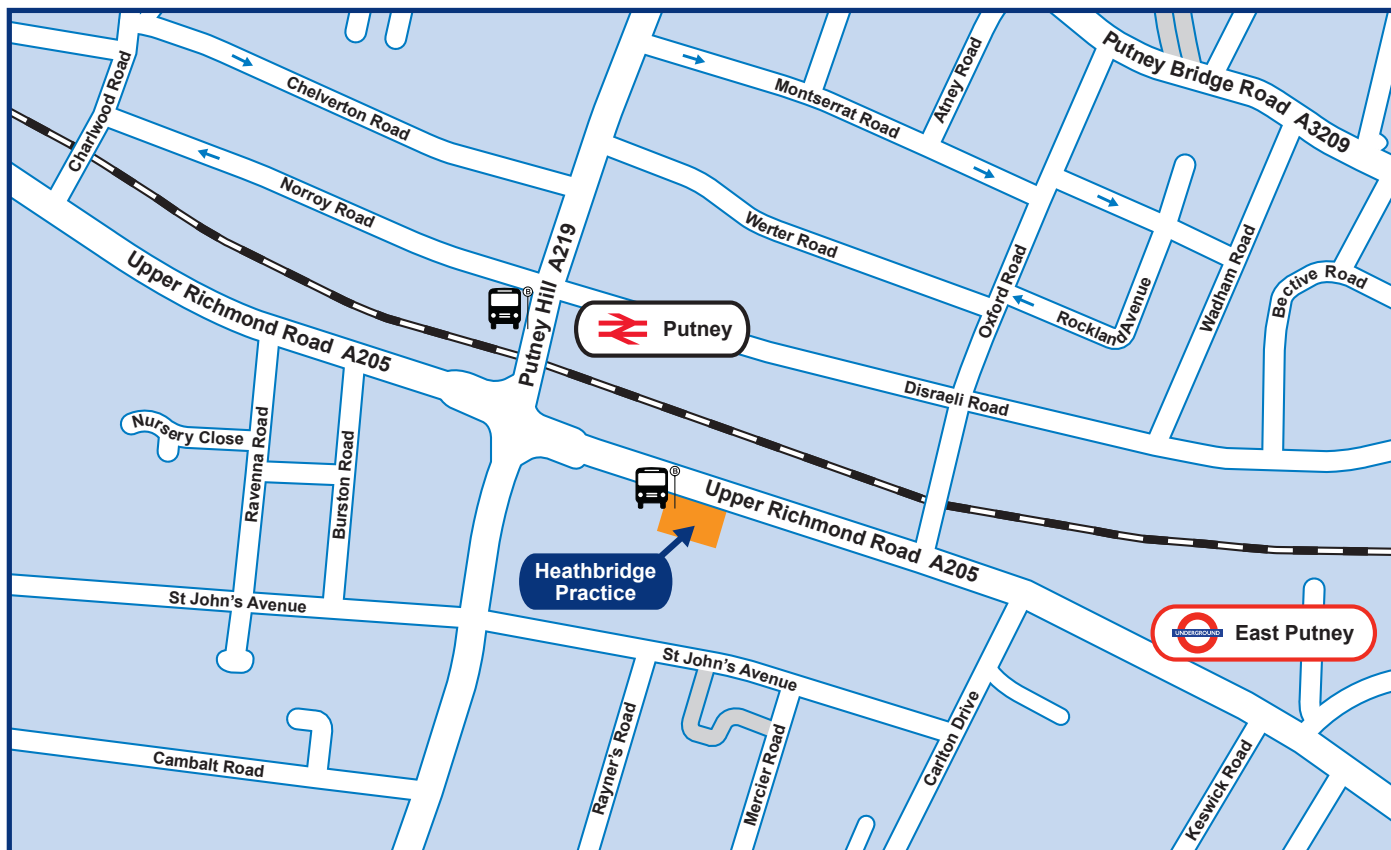 Putney Bridge Road A3209
Charlwood Road
Chelverton Road
Montserrat Road
Atney Road
Norroy Road
Werter Road
Putney Hill A219
Oxford Road
Rockland Avenue
Wadham Road
Bective Road
Upper Richmond Road A205
B
Putney
Disraeli Road
Nursery Close
Ravenna Road
Burston Road
B
Upper Richmond Road A205
Heathbridge
Practice
St John's Avenue
UNDERGROUND
East Putney
St John's Avenue
Cambalt Road
Rayner's Road
Mercier Road
Carlton Drive
Keswick Road